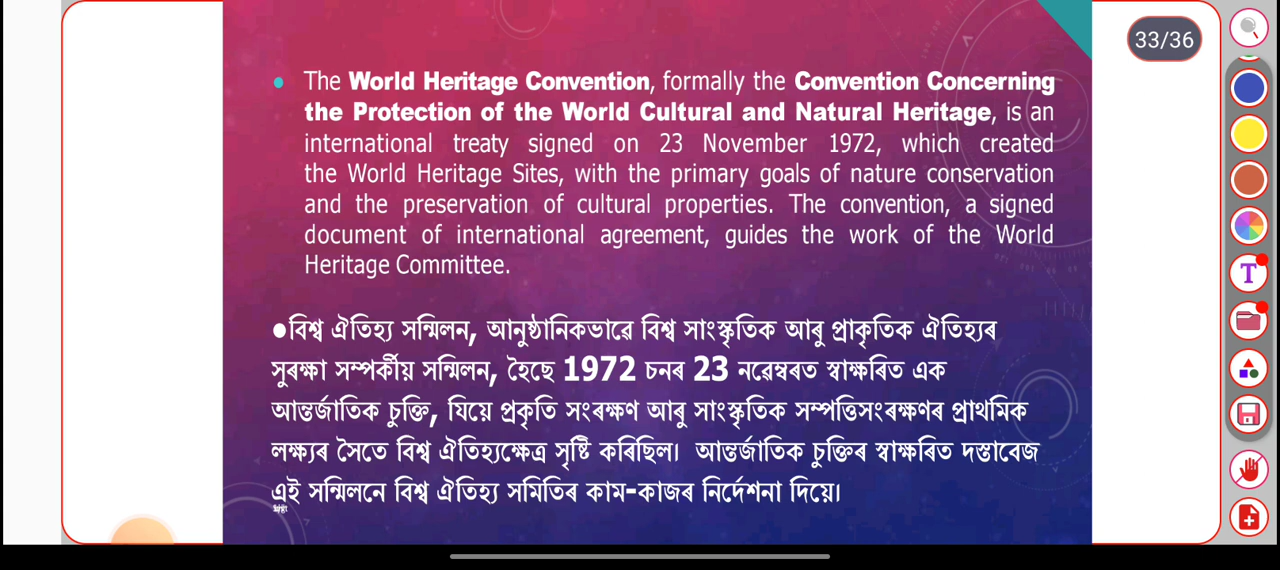 33/36
• The World Heritage Convention, formally the Convention Concerning
the Protection of the World Cultural and Natural Heritage, is an
international treaty signed on 23 November 1972, which created
the World Heritage Sites, with the primary goals of nature conservation
and the preservation of cultural properties. The convention, a signed
document of international agreement, guides the work of the World
Heritage Committee.
●বিশ্ব ঐতিহ্য সন্মিলন, আনুষ্ঠানিকভাৱে বিশ্ব সাংস্কৃতিক আৰু প্ৰাকৃতিক ঐতিহ্যৰ
সুৰক্ষা সম্পৰ্কীয় সন্মিলন, হৈছে 1972 চনৰ 23 নৱেম্বৰত স্বাক্ষৰিত এক
আন্তৰ্জাতিক চুক্তি, যিয়ে প্ৰকৃতি সংৰক্ষণ আৰু সাংস্কৃতিক সম্পত্তিসংৰক্ষণৰ প্ৰাথমিক
লক্ষ্যৰ সৈতে বিশ্ব ঐতিহ্যক্ষেত্ৰ সৃষ্টি কৰিছিল। আন্তৰ্জাতিক চুক্তিৰ স্বাক্ষৰিত দস্তাবেজ
এই সন্মিলনে বিশ্ব ঐতিহ্য সমিতিৰ কাম-কাজৰ নিৰ্দেশনা দিয়ে।
T